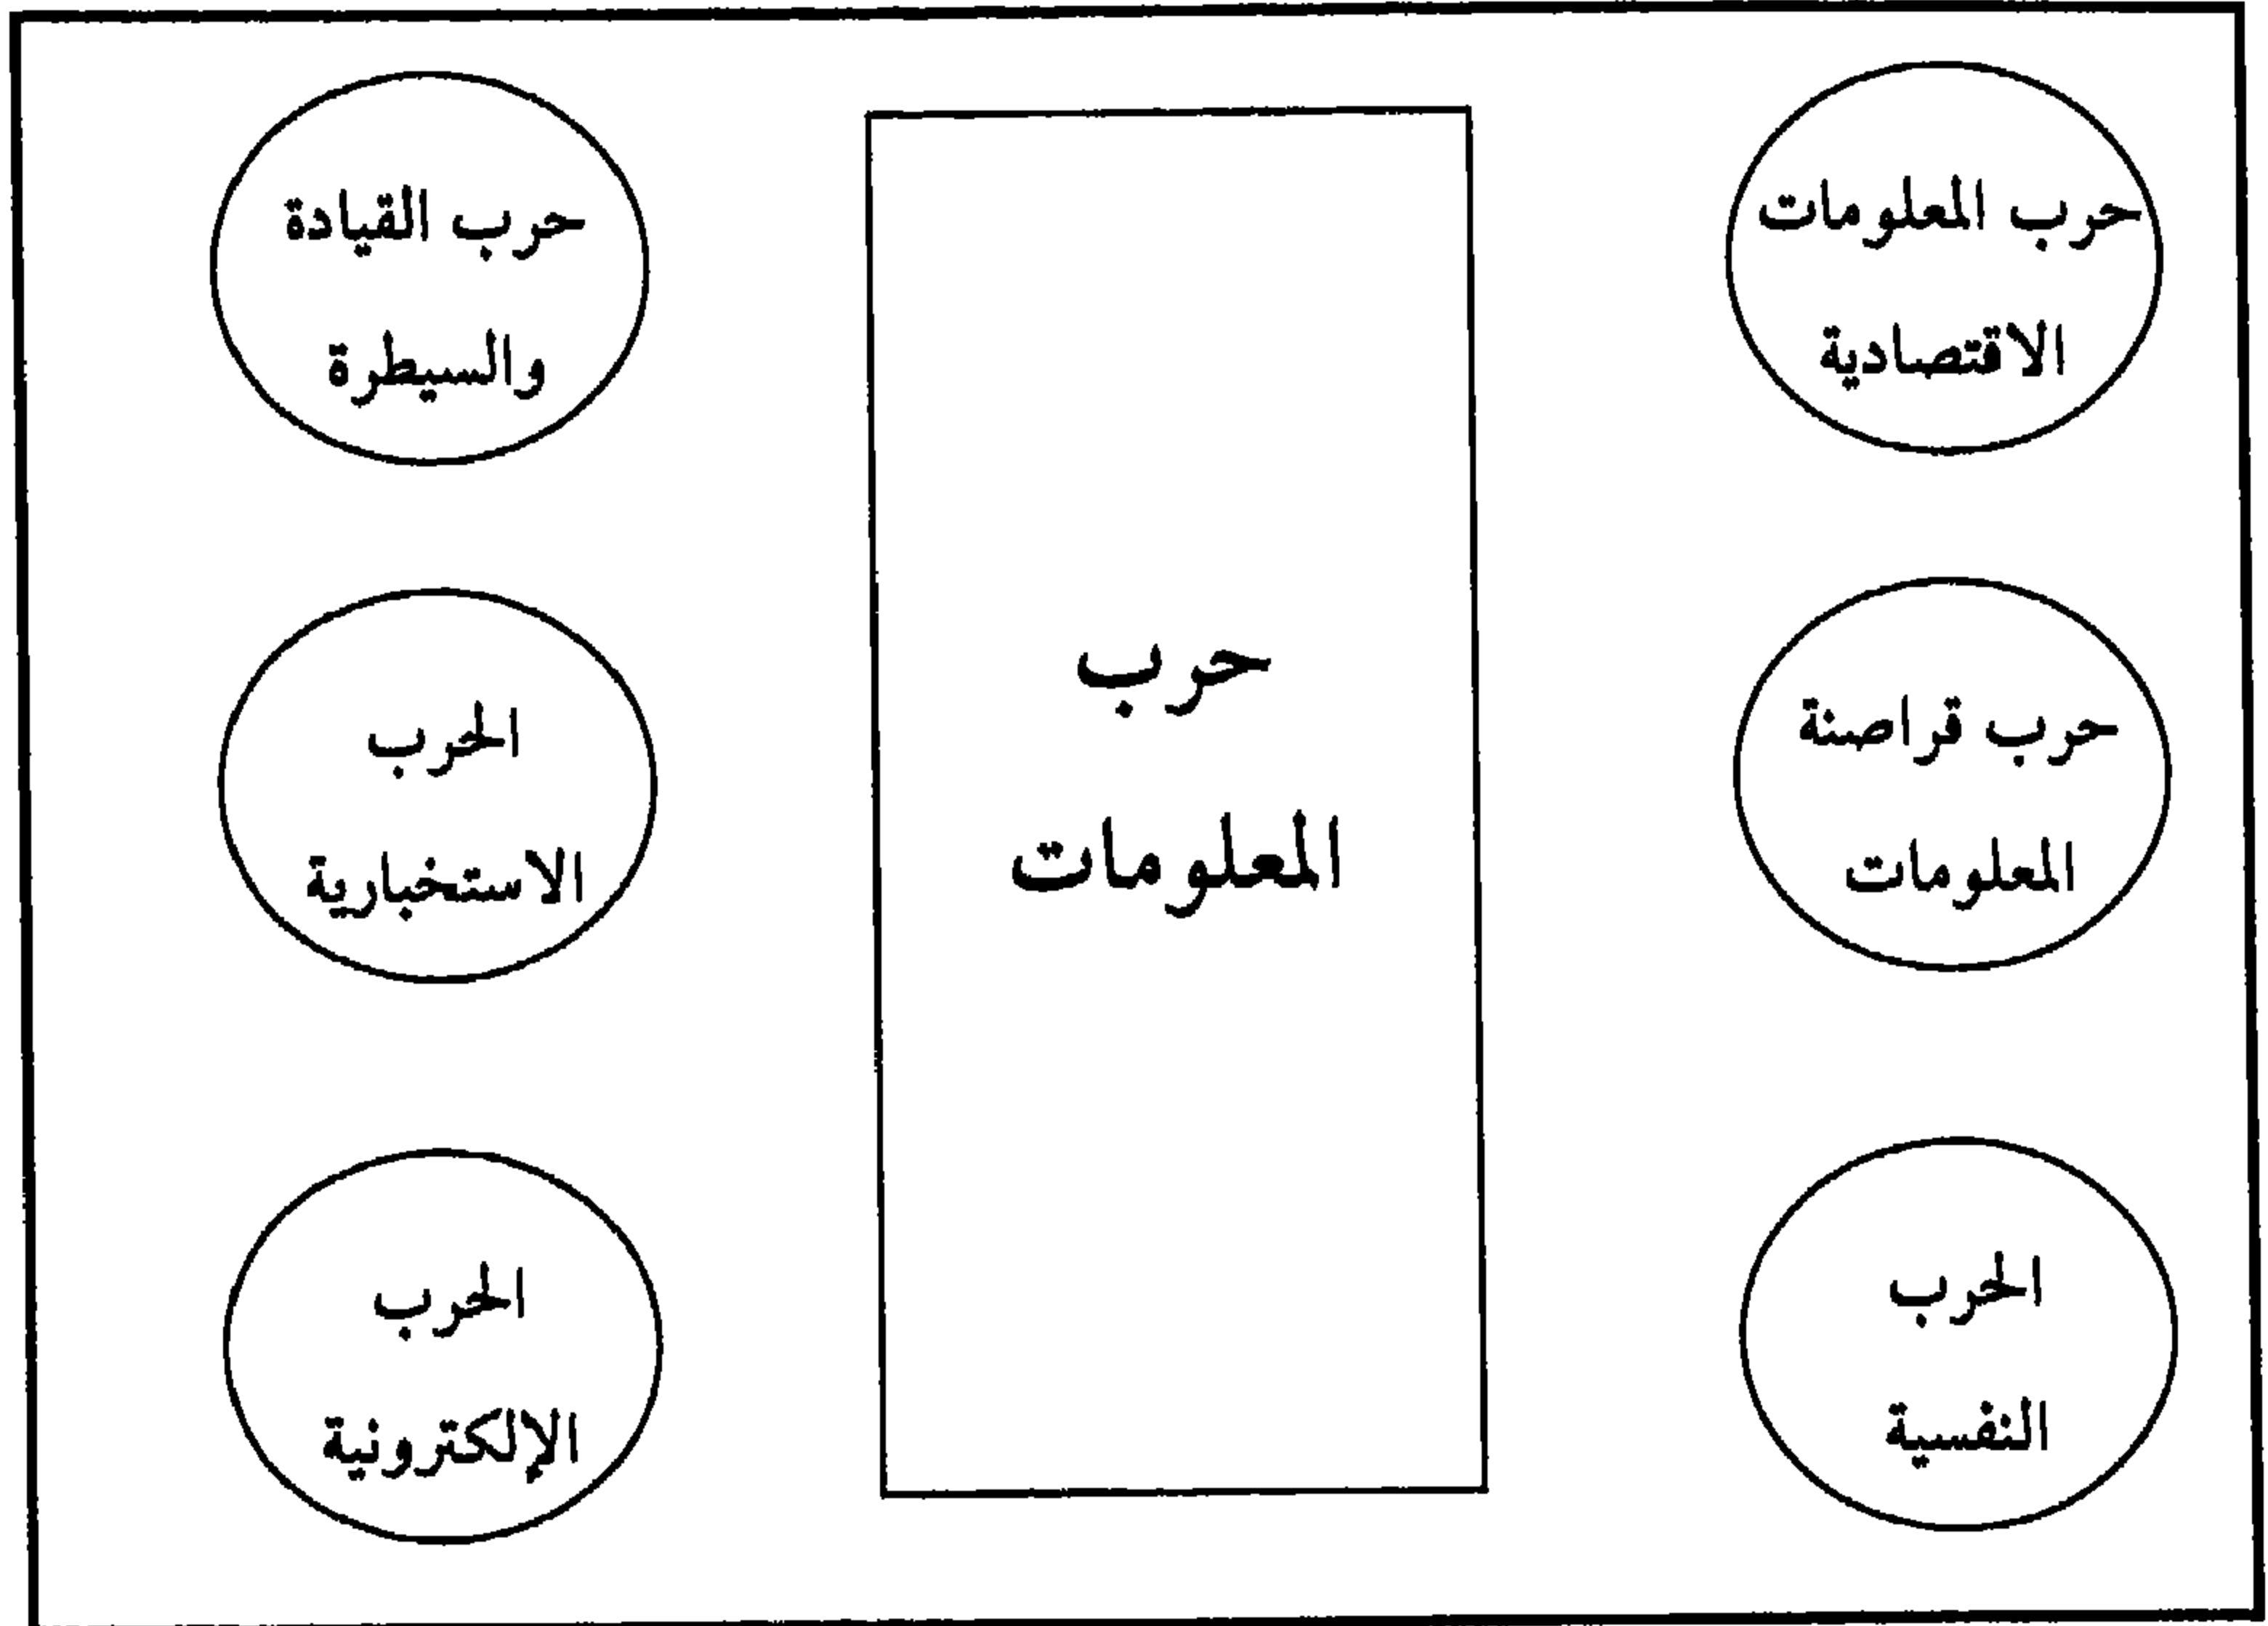 حرب المعلومات
الاقتصادية
حرب القيادة
والسيطرة
حرب
المعلومات
حرب قراصنة
المعلومات
الحرب
الاستخبارية
الحرب
النفسية
الحرب
الإلكترونية